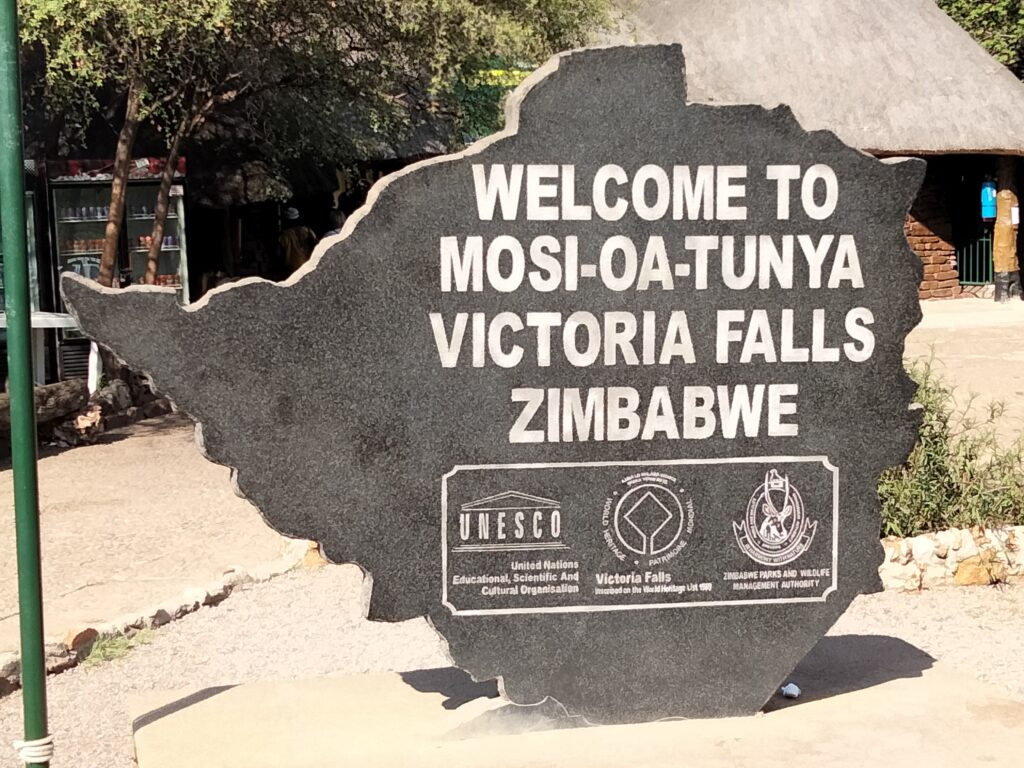 WELCOME TO
MOSI-OA-TUNYA
VICTORIA FALLS
ZIMBABWE
UNESCO
United Nations
Educational, Scientific And
Cultural Organisation
WORLD HERITAGE
PATRIMOINE MONDIAL
Victoria Falls
Inscribed on the World Heritage List 1989
ZIMBABWE PARKS AND WILDLIFE
MANAGEMENT AUTHORITY